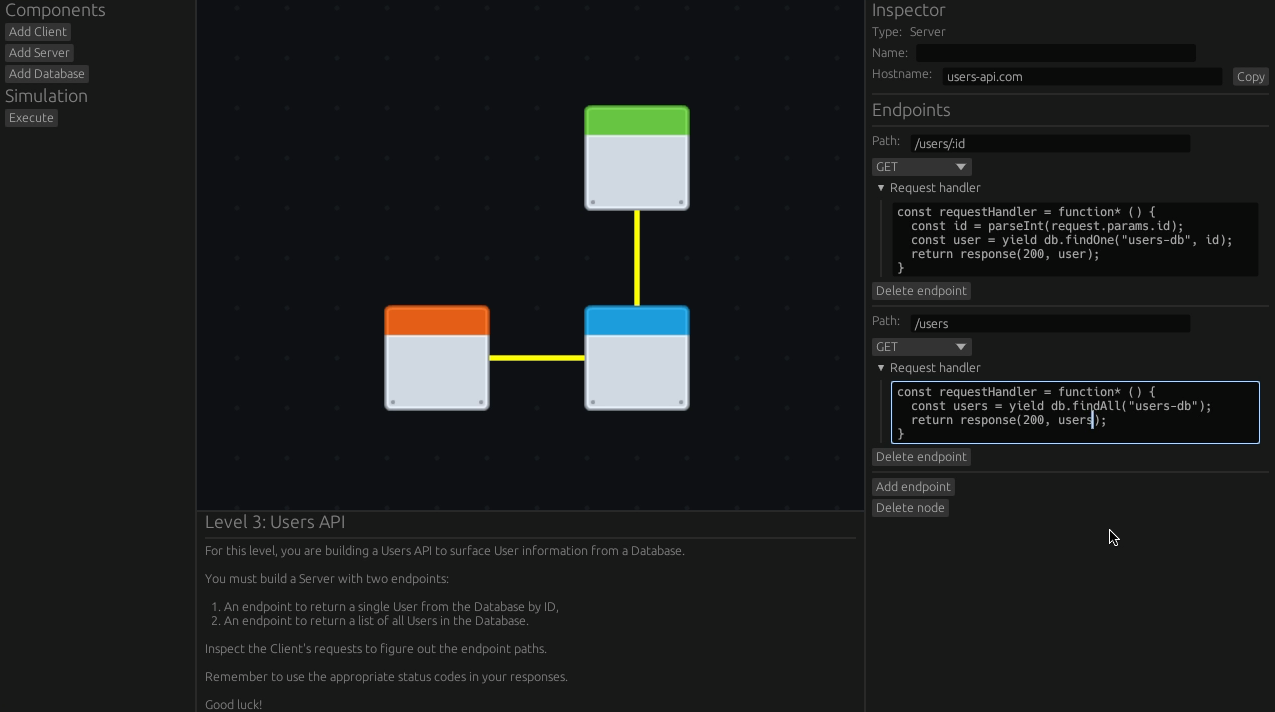 Components
Add Client
Add Server
Add Database
Simulation
Execute
Level 3: Users API
For this level, you are building a Users API to surface User information from a Database.
You must build a Server with two endpoints:
1. An endpoint to return a single User from the Database by ID,
2. An endpoint to return a list of all Users in the Database.
Inspect the Client's requests to figure out the endpoint paths.
Remember to use the appropriate status codes in your responses.
Good luck!
Inspector
Type: Server
Name:
Hostname: users-api.com Copy
Endpoints
Path: /users/:id
GET
Request handler
const requestHandler = function* () {
  const id = parseInt(request.params.id);
  const user = yield db.findOne("users-db", id);
  return response(200, user);
}
Delete endpoint
Path: /users
GET
Request handler
const requestHandler = function* () {
  const users = yield db.findAll("users-db");
  return response(200, users);
}
Delete endpoint
Add endpoint
Delete node